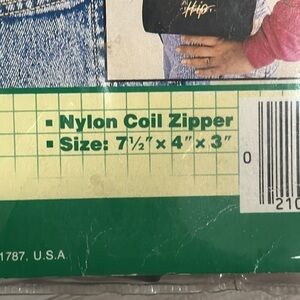 Hip
▪ Nylon Coil Zipper
▪ Size: 7½″ x 4″ x 3″
0
210
1787, U.S.A